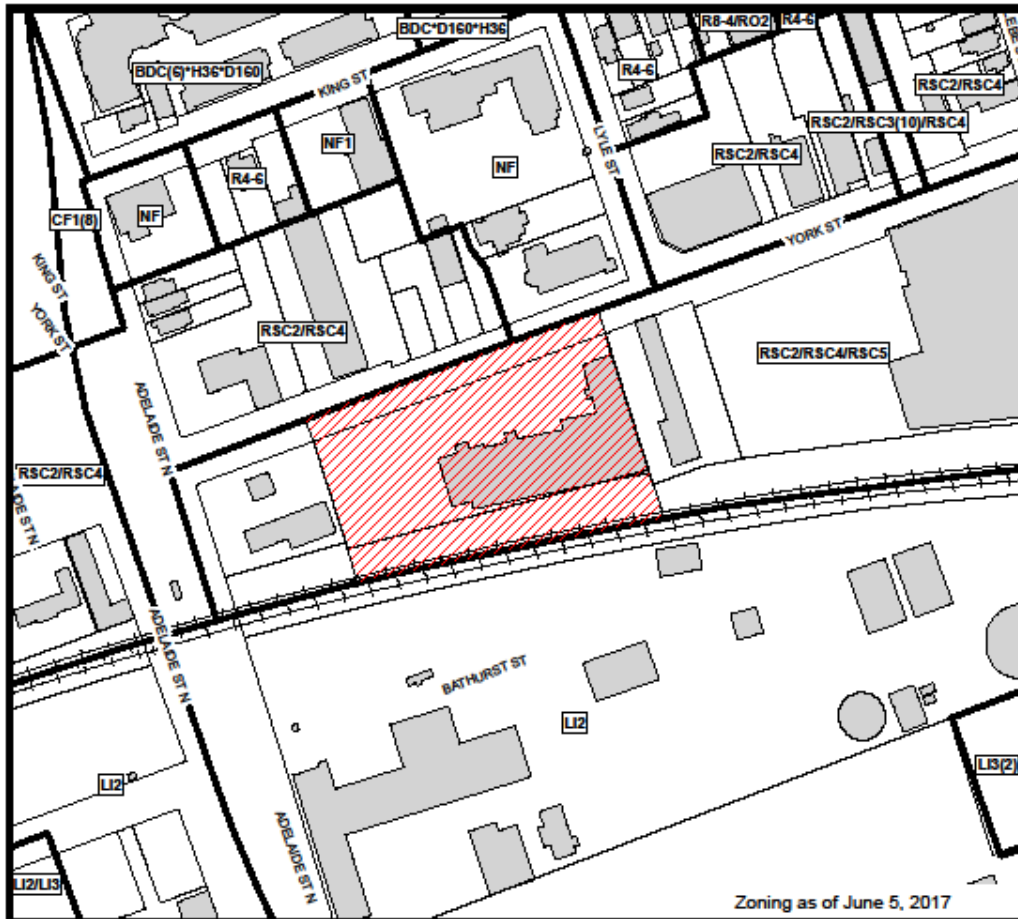 BDC*D160*H36
R8-4/RO2
R4-6
BDC(6)*H36*D160
R4-6
RSC2/RSC4
KING ST
NF1
RSC2/RSC3(10)/RSC4
LYLE ST
RSC2/RSC4
R4-6
NF
CF1(8)
NF
YORK ST
KING ST
YORK ST
RSC2/RSC4
RSC2/RSC4/RSC5
ADELAIDE ST N
RSC2/RSC4
ADELAIDE ST N
BATHURST ST
LI2
LI2
LI3(2)
ADELAIDE ST N
LI2/LI3
Zoning as of June 5, 2017